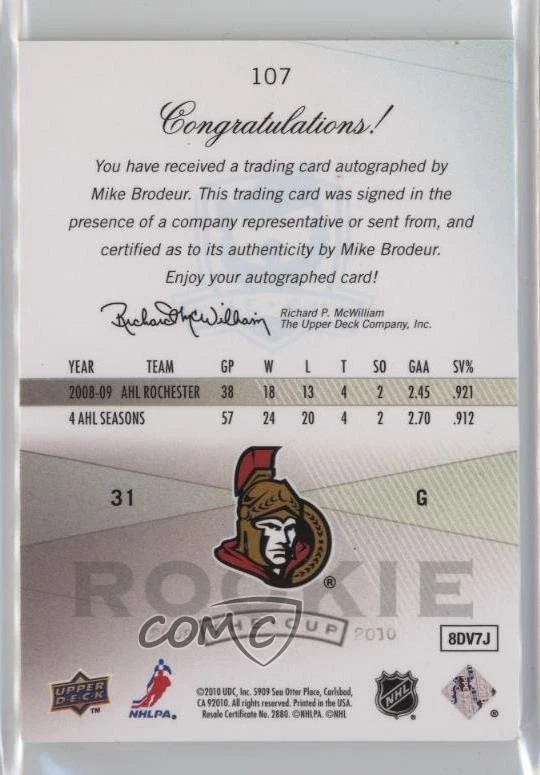 107
Congratulations!
You have received a trading card autographed by
Mike Brodeur. This trading card was signed in the
presence of a company representative or sent from, and
certified as to its authenticity by Mike Brodeur.
Enjoy your autographed card!
Richard McWilliam
Richard P. McWilliam
The Upper Deck Company, Inc.
YEAR TEAM GP W L T SO GAA SV%
2008-09 AHL ROCHESTER 38 18 13 4 2 2.45 .921
4 AHL SEASONS 57 24 20 4 2 2.70 .912
31 G
®
ROOKIE
COMC
THE CUP 2010
8DV7J
UPPER DECK TM
NHLPA.
©2010 UDC, Inc. 5909 Sea Otter Place, Carlsbad,
CA 92010. All rights reserved. Printed in the USA.
Resale Certificate No. 2880. ©NHLPA. ©NHL
NHL
®